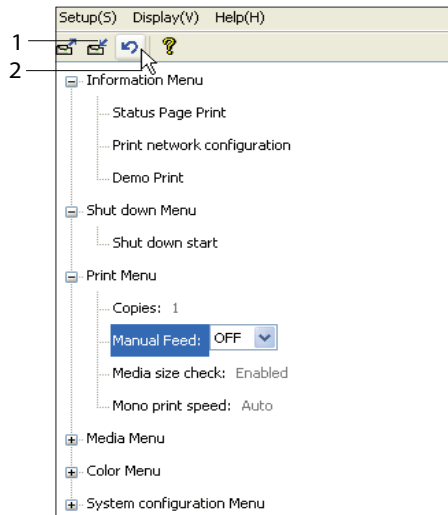 Setup(S) Display(V) Help(H)
1
2
Information Menu
Status Page Print
Print network configuration
Demo Print
Shut down Menu
Shut down start
Print Menu
Copies: 1
Manual Feed: OFF
Media size check: Enabled
Mono print speed: Auto
Media Menu
Color Menu
System configuration Menu